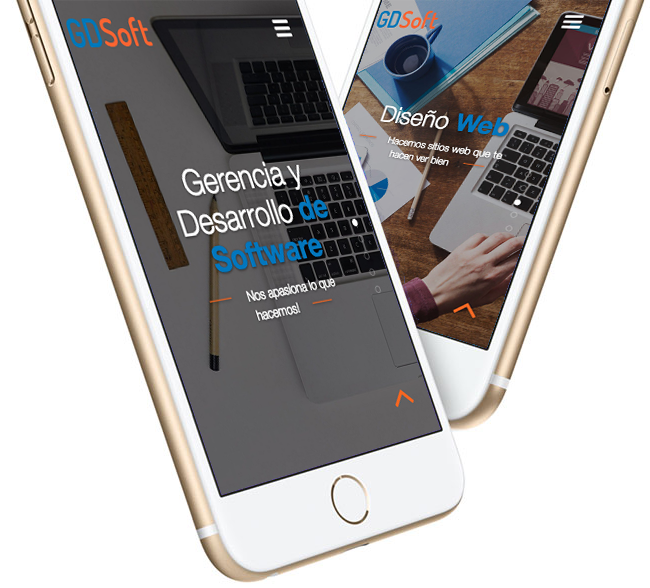 GDSoft
Gerencia y
Desarrollo de
Software
Nos apasiona lo que
hacemos!
GDSoft
Diseño Web
Hacemos sitios web que te
hacen ver bien